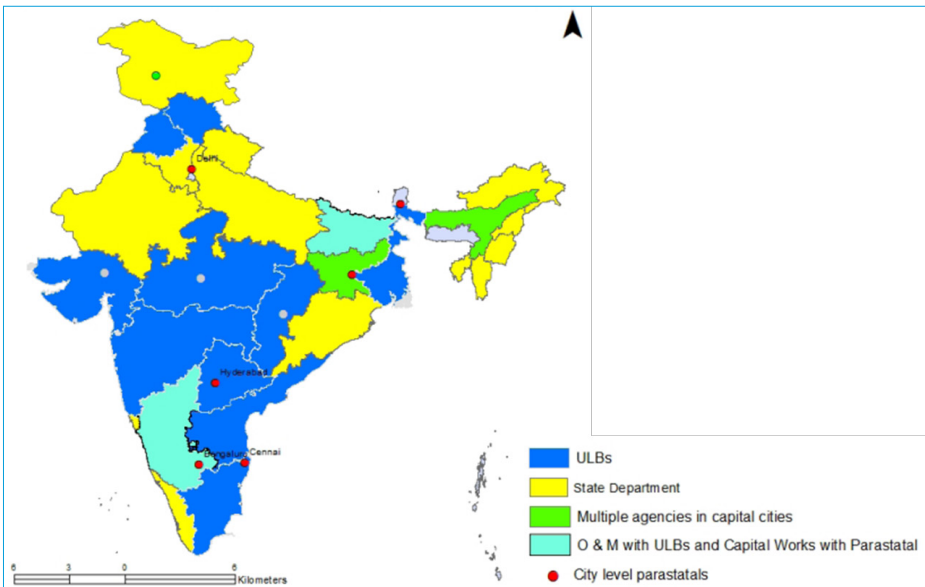 Delhi
Hyderabad
Bengaluru
Cennai
ULBs
State Department
Multiple agencies in capital cities
O & M with ULBs and Capital Works with Parastatal
City level parastatals
6 3 0 6
Kilometers